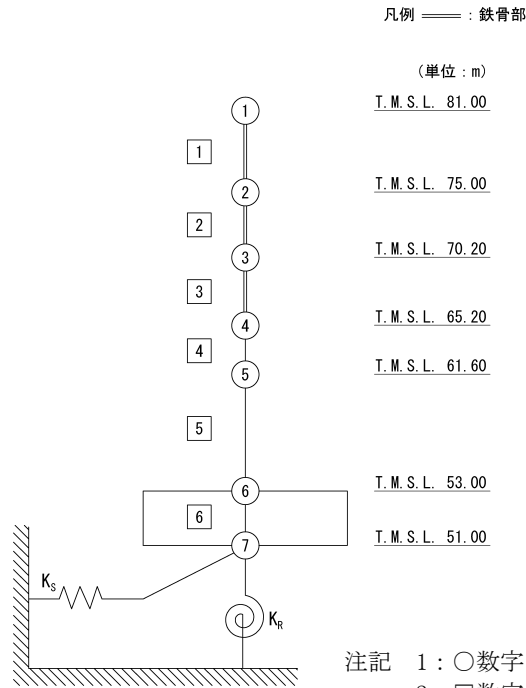 凡例 ═══ : 鉄骨部
(単位:m)
1 T.M.S.L. 81.00
1
2 T.M.S.L. 75.00
2
3 T.M.S.L. 70.20
3
4 T.M.S.L. 65.20
4
5 T.M.S.L. 61.60
5
6 T.M.S.L. 53.00
6
7 T.M.S.L. 51.00
KS
KR
注記 1:○数字